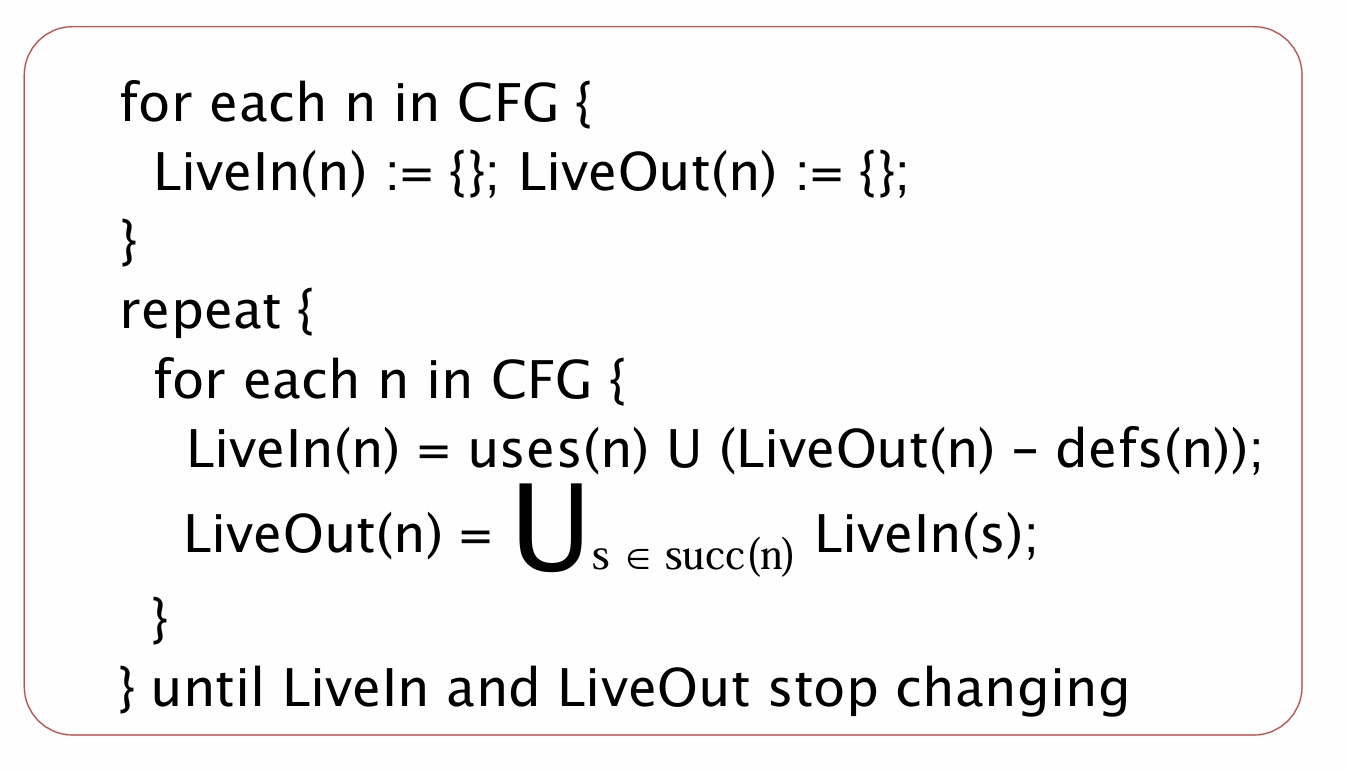 for each n in CFG {
LiveIn(n) := {}; LiveOut(n) := {};
}
repeat {
for each n in CFG {
LiveIn(n) = uses(n) U (LiveOut(n) – defs(n));
LiveOut(n) = U s ∈ succ(n) LiveIn(s);
}
} until LiveIn and LiveOut stop changing